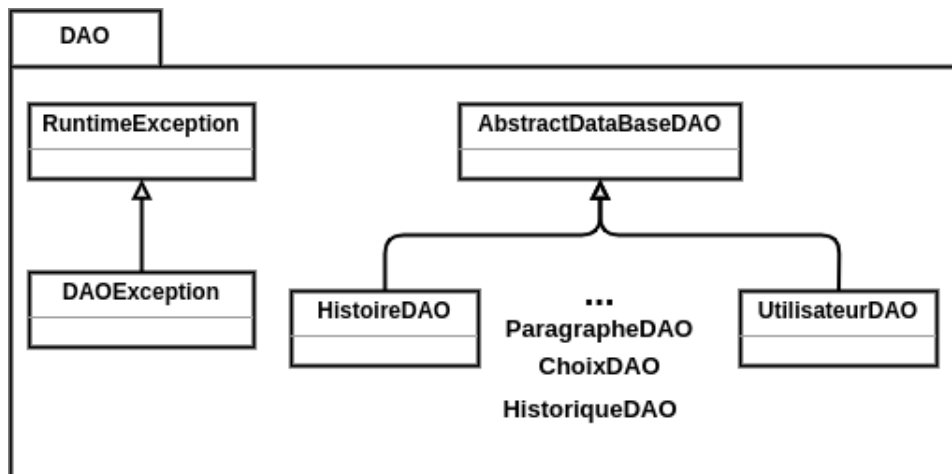 DAO
RuntimeException
AbstractDataBaseDAO
DAOException
HistoireDAO
...
ParagrapheDAO
ChoixDAO
HistoriqueDAO
UtilisateurDAO